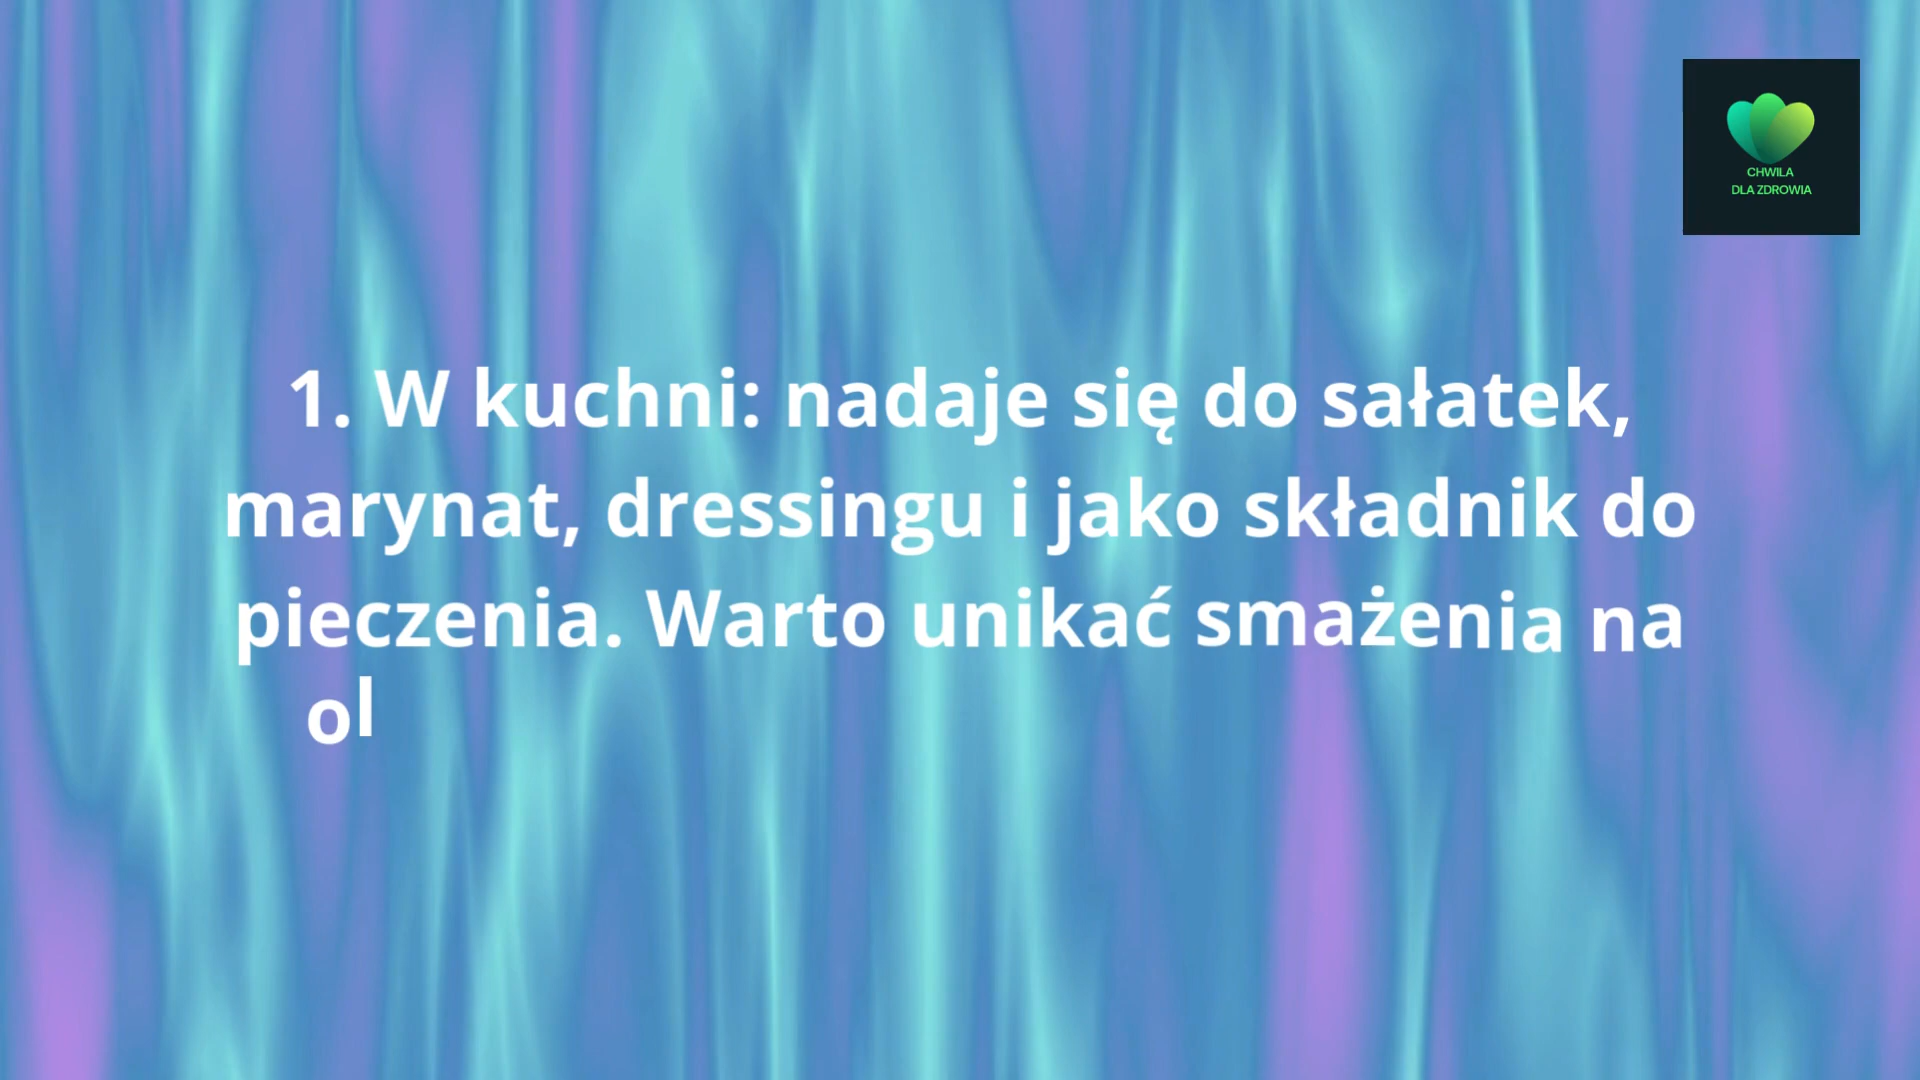 CHWILA
DLA ZDROWIA
1. W kuchni: nadaje się do sałatek,
marynat, dressingu i jako składnik do
pieczenia. Warto unikać smażenia na
ol